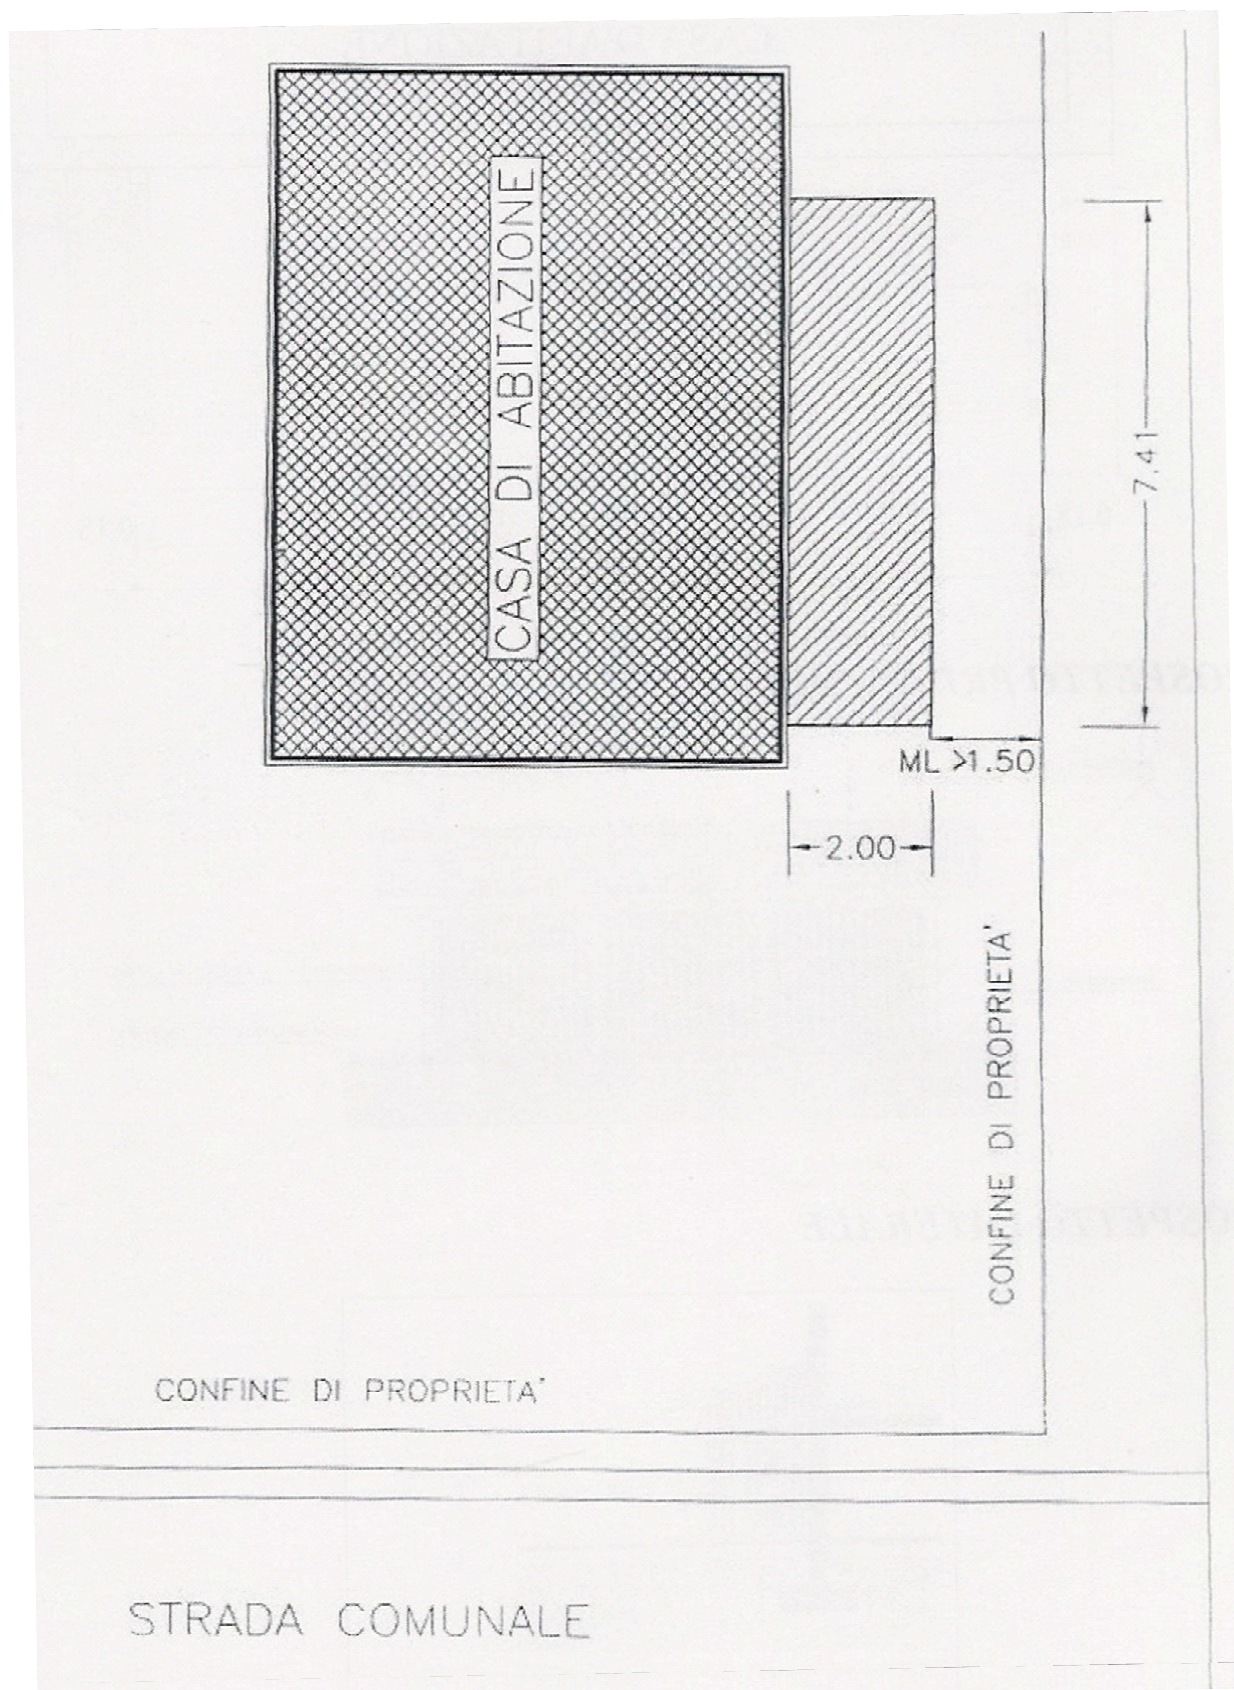 CASA DI ABITAZIONE
7.41
ML >1.50
2.00
CONFINE DI PROPRIETA'
CONFINE DI PROPRIETA'
STRADA COMUNALE